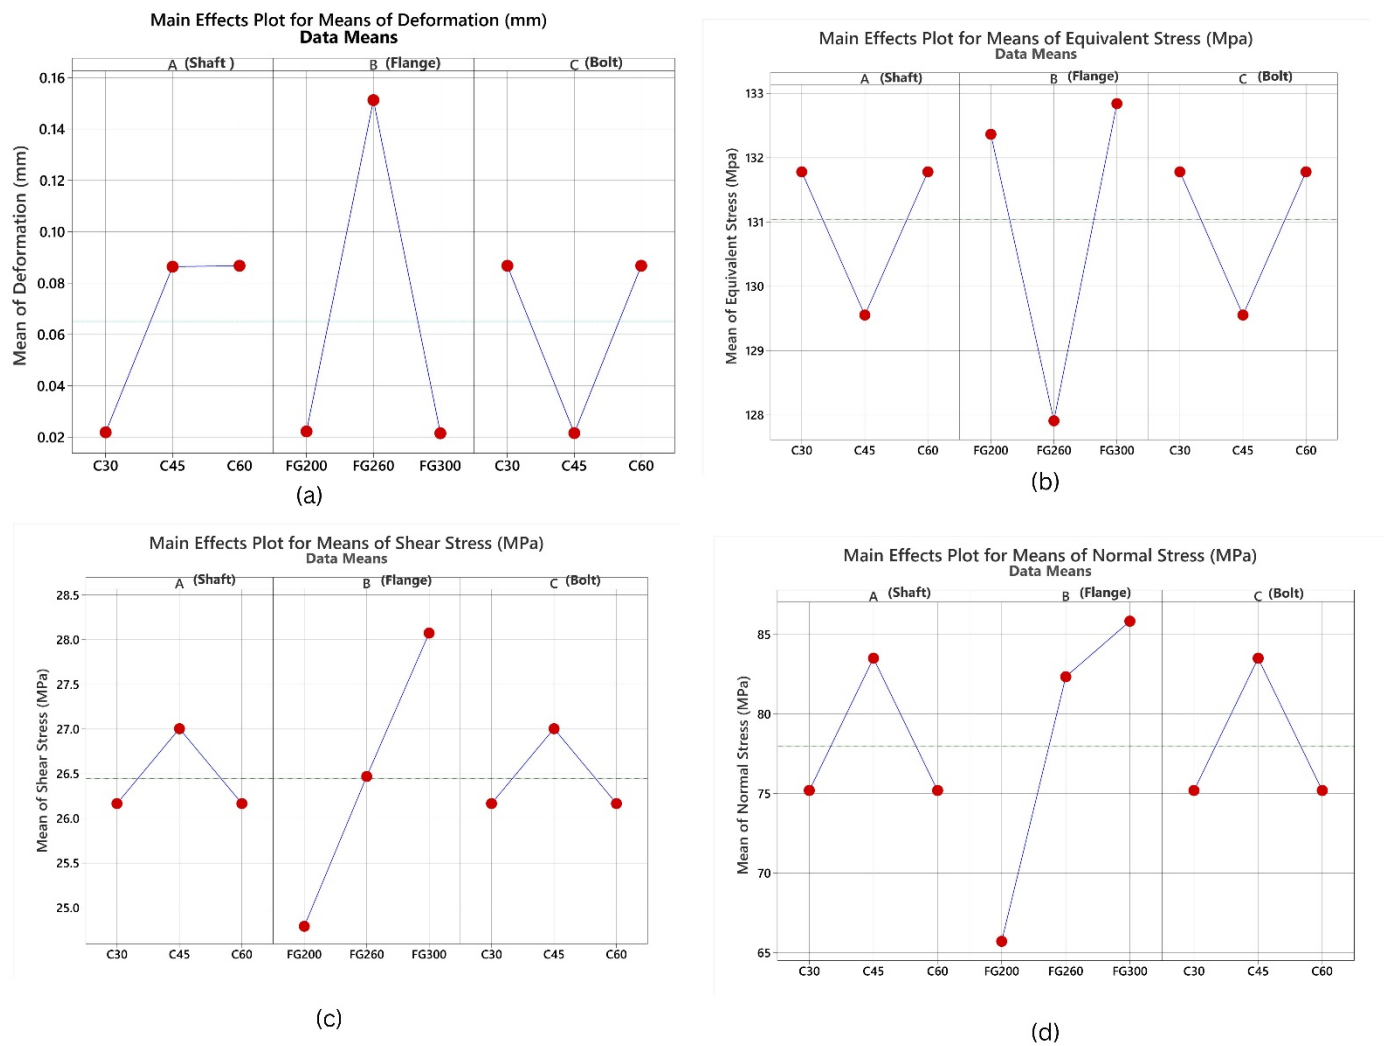 Main Effects Plot for Means of Deformation (mm)
Data Means
A (Shaft ) B (Flange) C (Bolt)
Mean of Deformation (mm)
0.16
0.14
0.12
0.10
0.08
0.06
0.04
0.02
C30 C45 C60 FG200 FG260 FG300 C30 C45 C60
(a)
Main Effects Plot for Means of Equivalent Stress (Mpa)
Data Means
A (Shaft) B (Flange) C (Bolt)
Mean of Equivalent Stress (Mpa)
133
132
131
130
129
128
C30 C45 C60 FG200 FG260 FG300 C30 C45 C60
(b)
Main Effects Plot for Means of Shear Stress (MPa)
Data Means
A (Shaft) B (Flange) C (Bolt)
Mean of Shear Stress (MPa)
28.5
28.0
27.5
27.0
26.5
26.0
25.5
25.0
C30 C45 C60 FG200 FG260 FG300 C30 C45 C60
(c)
Main Effects Plot for Means of Normal Stress (MPa)
Data Means
A (Shaft) B (Flange) C (Bolt)
Mean of Normal Stress (MPa)
85
80
75
70
65
C30 C45 C60 FG200 FG260 FG300 C30 C45 C60
(d)